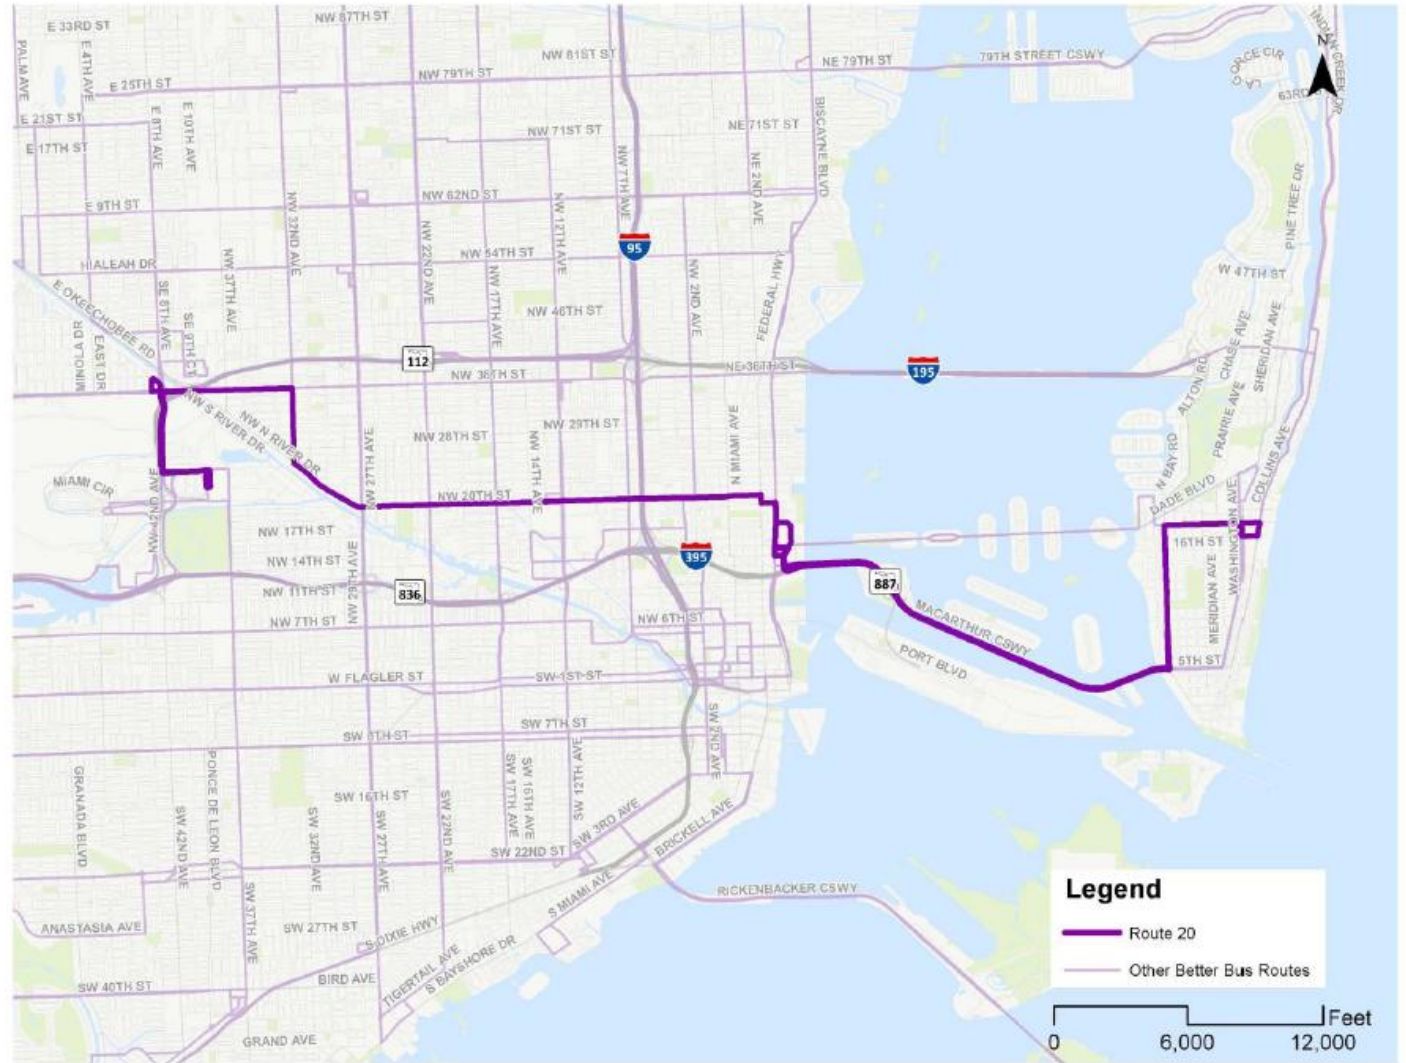 E 33RD ST
NW 87TH ST
INDIAN CREEK DR
N
PALM AVE
E 4TH AVE
NW 81ST ST
NE 79TH ST
79TH STREET CSWY
LA GORCE CIR
E 25TH ST
NW 79TH ST
63RD
E 21ST ST
E 8TH AVE
E 10TH AVE
BISCAYNE BLVD
E 17TH ST
NW 71ST ST
NE 71ST ST
NW 7TH AVE
NE 2ND AVE
E 9TH ST
NW 32ND AVE
NW 62ND ST
NW 12TH AVE
PINE TREE DR
95
HIALEAH DR
NW 37TH AVE
NW 22ND AVE
NW 54TH ST
NW 17TH AVE
NW 2ND AVE
FEDERAL HWY
W 47TH ST
E OKEECHOBEE RD
SE 8TH AVE
SE 9TH CT
NW 46TH ST
MINOLA DR
EAST DR
112
NW 36TH ST
NE 36TH ST
195
ALTON RD
CHASE AVE
SHERIDAN AVE
PRAIRIE AVE
NW S RIVER DR
NW N RIVER DR
NW 27TH AVE
NW 28TH ST
NW 29TH ST
NW 14TH AVE
N MIAMI AVE
N BAY RD
COLLINS AVE
MIAMI CIR
NW 42ND AVE
NW 20TH ST
DADE BLVD
WASHINGTON AVE
NW 17TH ST
16TH ST
NW 14TH ST
NW 29TH AVE
395
MERIDIAN AVE
NW 11TH ST
836
887
NW 7TH ST
NW 6TH ST
MACARTHUR CSWY
PORT BLVD
5TH ST
W FLAGLER ST
SW 1ST ST
SW 7TH ST
SW 2ND AVE
GRANADA BLVD
PONCE DE LEON BLVD
SW 42ND AVE
SW 16TH ST
SW 32ND AVE
SW 27TH AVE
SW 22ND AVE
SW 17TH AVE
SW 12TH AVE
SW 3RD AVE
BRICKELL AVE
SW 22ND ST
S MIAMI AVE
RICKENBACKER CSWY
ANASTASIA AVE
SW 37TH AVE
SW 27TH ST
S DIXIE HWY
BIRD AVE
TIGERTAIL AVE
S BAYSHORE DR
SW 40TH ST
GRAND AVE
Legend
Route 20
Other Better Bus Routes
Feet
0 6,000 12,000